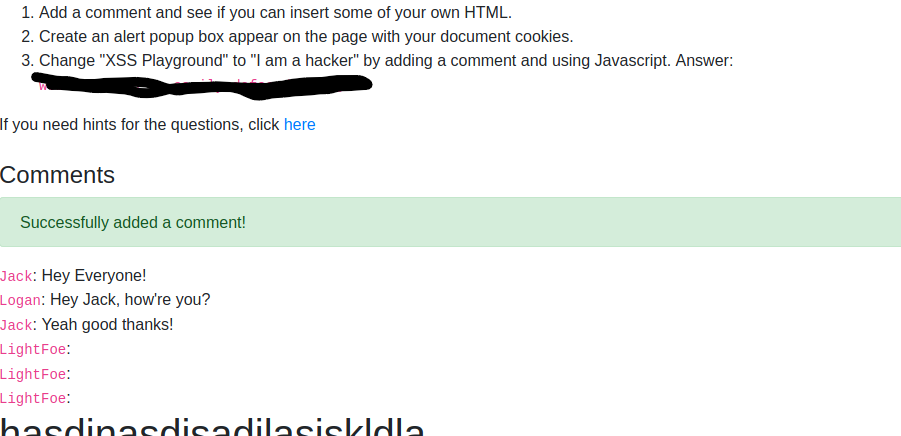 1. Add a comment and see if you can insert some of your own HTML.
2. Create an alert popup box appear on the page with your document cookies.
3. Change "XSS Playground" to "I am a hacker" by adding a comment and using Javascript. Answer:
If you need hints for the questions, click here
Comments
Successfully added a comment!
Jack: Hey Everyone!
Logan: Hey Jack, how're you?
Jack: Yeah good thanks!
LightFoe:
LightFoe:
LightFoe: